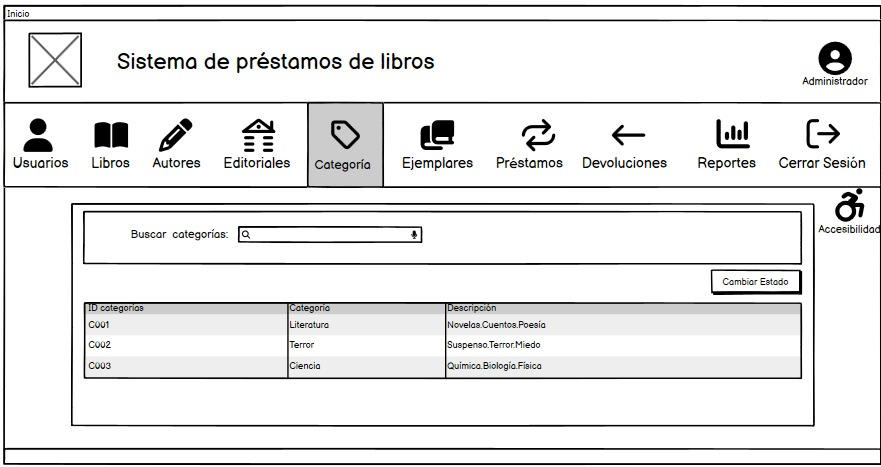 Inicio
Sistema de préstamos de libros
Administrador
Usuarios Libros Autores Editoriales Categoría Ejemplares Préstamos Devoluciones Reportes Cerrar Sesión
Accesibilidad
Buscar categorías:
Cambiar Estado
ID categorías Categoría Descripción
C001 Literatura Novelas.Cuentos.Poesía
C002 Terror Suspenso.Terror.Miedo
C003 Ciencia Química.Biología.Física